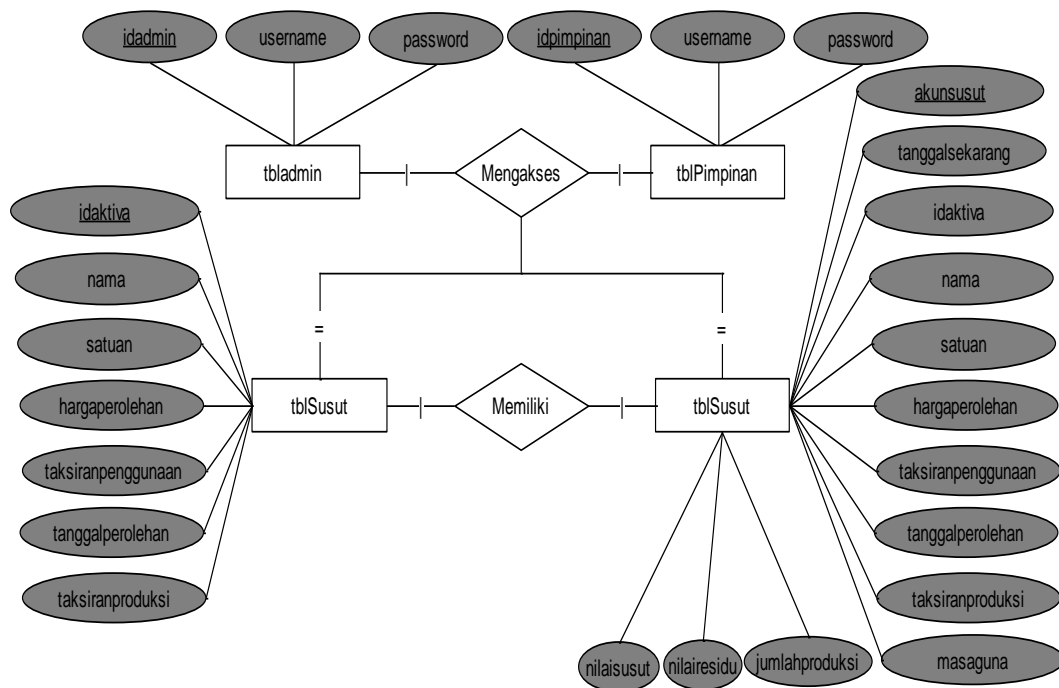 idadmin
username
password
idpimpinan
username
password
akunsusut
tbladmin
Mengakses
tblPimpinan
tanggalsekarang
idaktiva
idaktiva
nama
nama
satuan
satuan
=
=
tblSusut
Memiliki
tblSusut
hargaperolehan
hargaperolehan
taksiranpenggunaan
taksiranpenggunaan
tanggalperolehan
tanggalperolehan
taksiranproduksi
taksiranproduksi
nilaisusut
nilairesidu
jumlahproduksi
masaguna